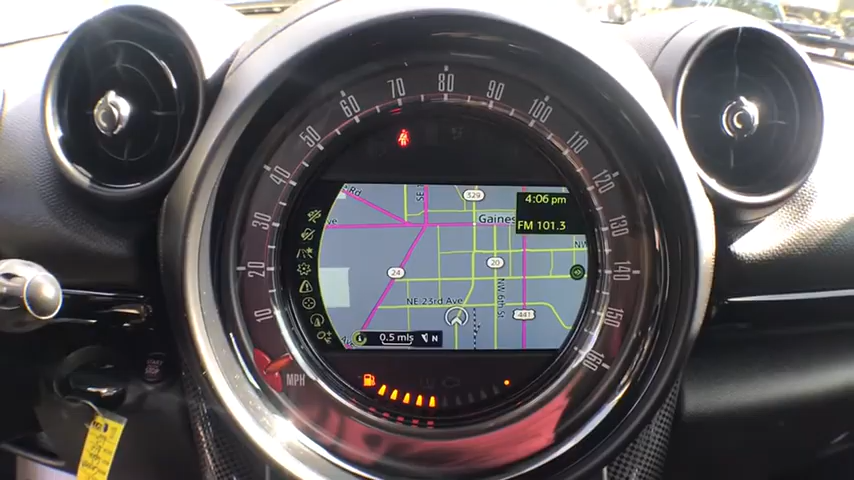 10
20
30
40
50
60
70
80
90
100
110
120
130
140
150
160
MPH
Rd
SE
329
4:06 pm
FM 101.3
Gaines
ve
NW
20
24
NE 23rd Ave
NW 6th St
441
0.5 mls
N